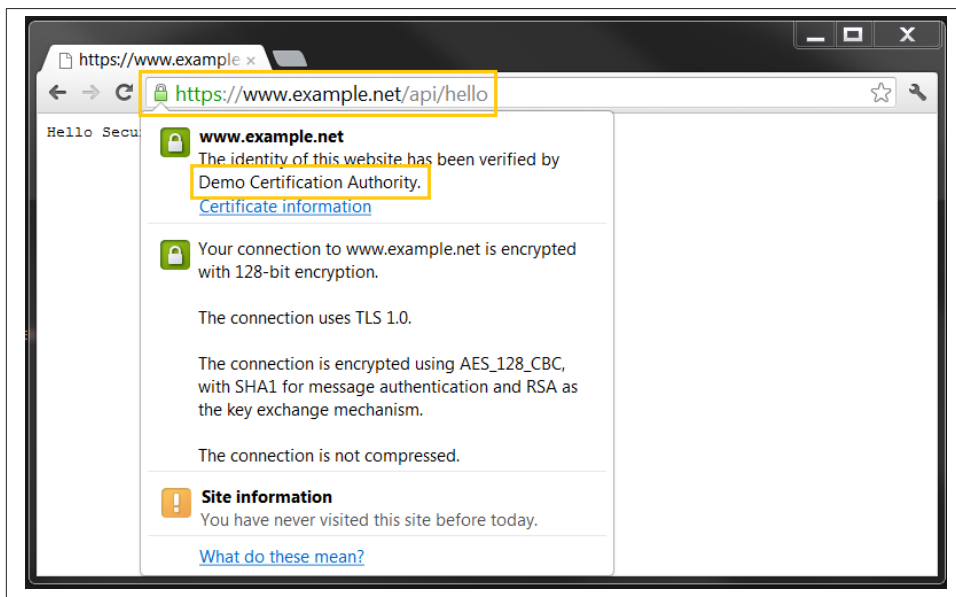 https://www.example ×
https://www.example.net/api/hello
Hello Secu
www.example.net
The identity of this website has been verified by
Demo Certification Authority.
Certificate information
Your connection to www.example.net is encrypted
with 128-bit encryption.
The connection uses TLS 1.0.
The connection is encrypted using AES_128_CBC,
with SHA1 for message authentication and RSA as
the key exchange mechanism.
The connection is not compressed.
Site information
You have never visited this site before today.
What do these mean?